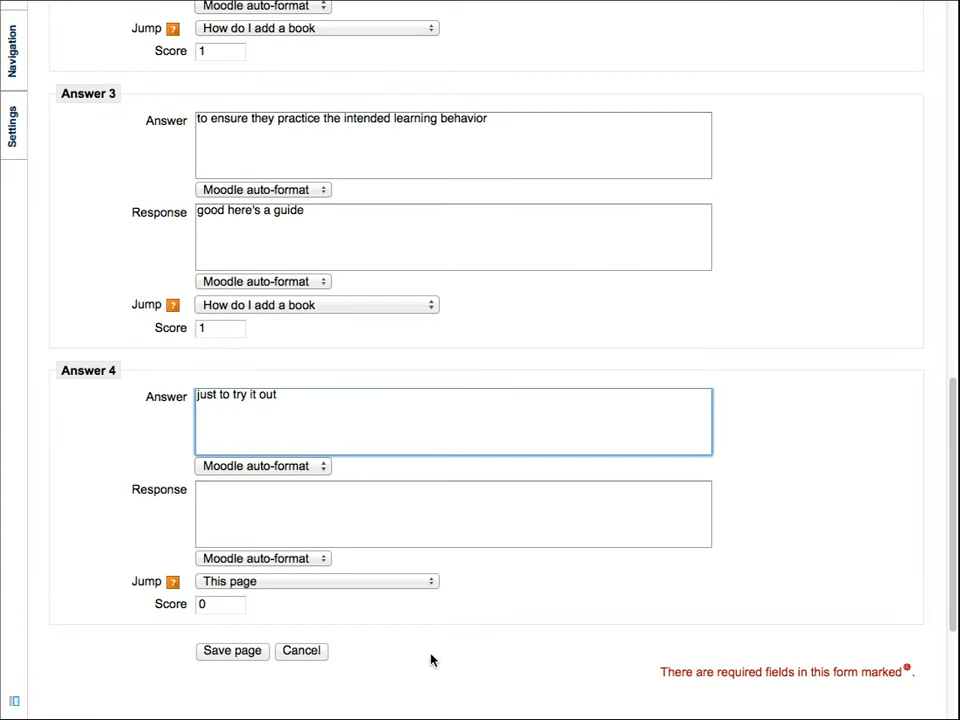 Moodle auto-format
Jump ? How do I add a book
Score 1
Navigation
Settings
Answer 3
Answer to ensure they practice the intended learning behavior
Moodle auto-format
Response good here's a guide
Moodle auto-format
Jump ? How do I add a book
Score 1
Answer 4
Answer just to try it out
Moodle auto-format
Response
Moodle auto-format
Jump ? This page
Score 0
Save page Cancel
There are required fields in this form marked * .